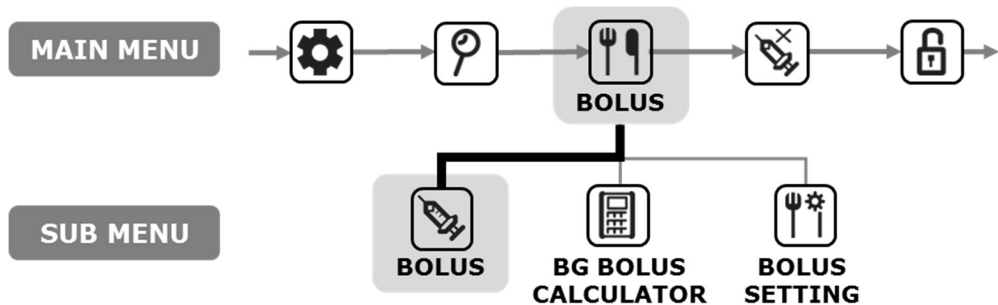 MAIN MENU
BOLUS
SUB MENU
BOLUS
BG BOLUS
CALCULATOR
BOLUS
SETTING